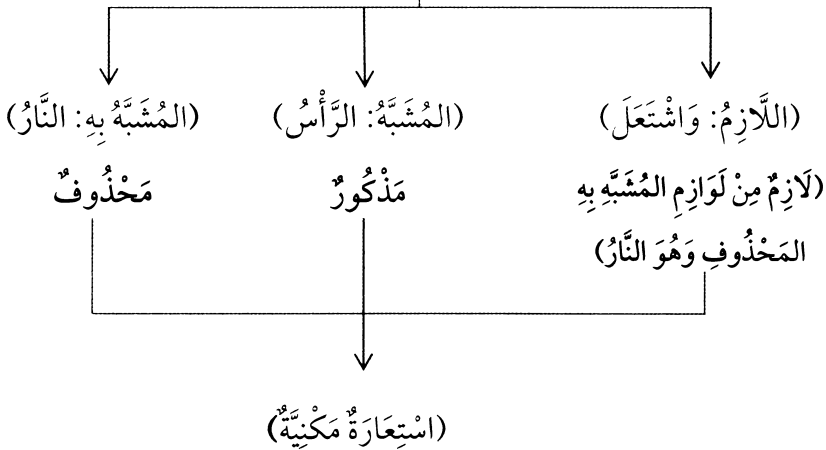 (اللَّازِمُ: وَاشْتَعَلَ)
(لَازِمٌ مِنْ لَوَازِمِ المُشَبَّهِ بِهِ
المَحْذُوفِ وَهُوَ النَّارُ)
(المُشَبَّهُ: الرَّأْسُ)
مَذْكُورٌ
(المُشَبَّهُ بِهِ: النَّارُ)
مَحْذُوفٌ
(اسْتِعَارَةٌ مَكْنِيَّةٌ)